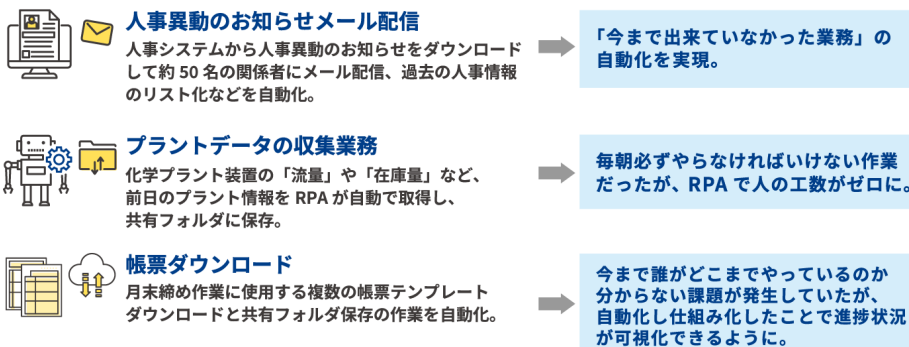 人事異動のお知らせメール配信
人事システムから人事異動のお知らせをダウンロード
して約 50 名の関係者にメール配信、過去の人事情報
のリスト化などを自動化。
「今まで出来ていなかった業務」の
自動化を実現。
プラントデータの収集業務
化学プラント装置の「流量」や「在庫量」など、
前日のプラント情報を RPA が自動で取得し、
共有フォルダに保存。
毎朝必ずやらなければいけない作業
だったが、RPA で人の工数がゼロに。
帳票ダウンロード
月末締め作業に使用する複数の帳票テンプレート
ダウンロードと共有フォルダ保存の作業を自動化。
今まで誰がどこまでやっているのか
分からない課題が発生していたが、
自動化し仕組み化したことで進捗状況
が可視化できるように。